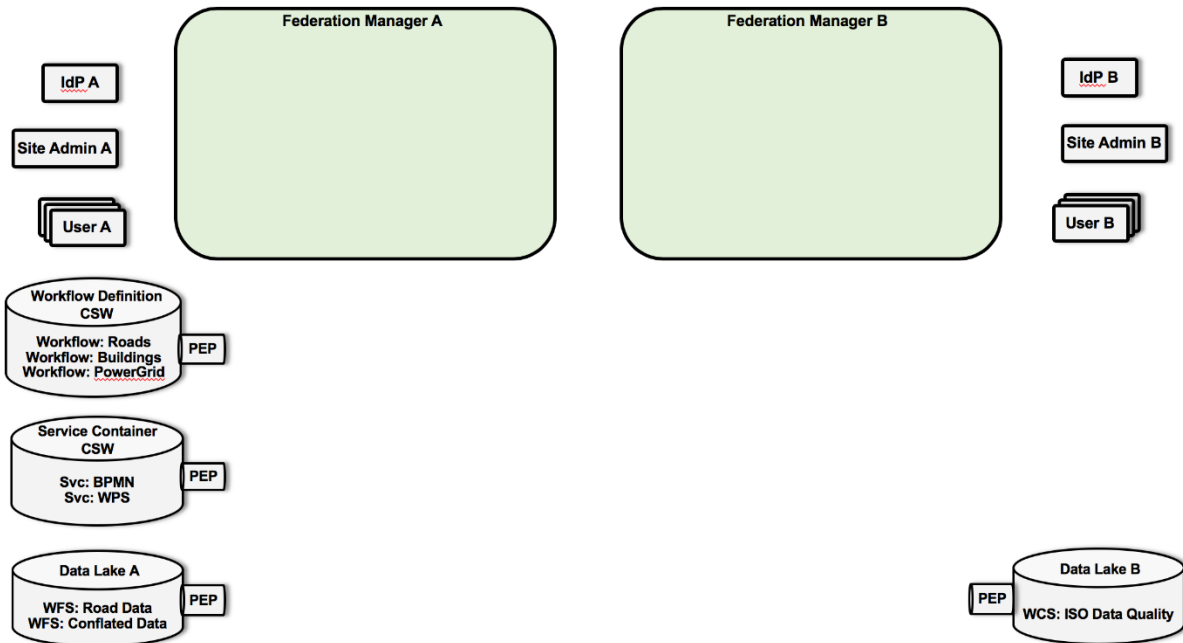 Federation Manager A
Federation Manager B
IdP A
IdP B
Site Admin A
Site Admin B
User A
User B
Workflow Definition
CSW
Workflow: Roads
Workflow: Buildings
Workflow: PowerGrid
PEP
Service Container
CSW
Svc: BPMN
Svc: WPS
PEP
Data Lake A
WFS: Road Data
WFS: Conflated Data
PEP
PEP
Data Lake B
WCS: ISO Data Quality